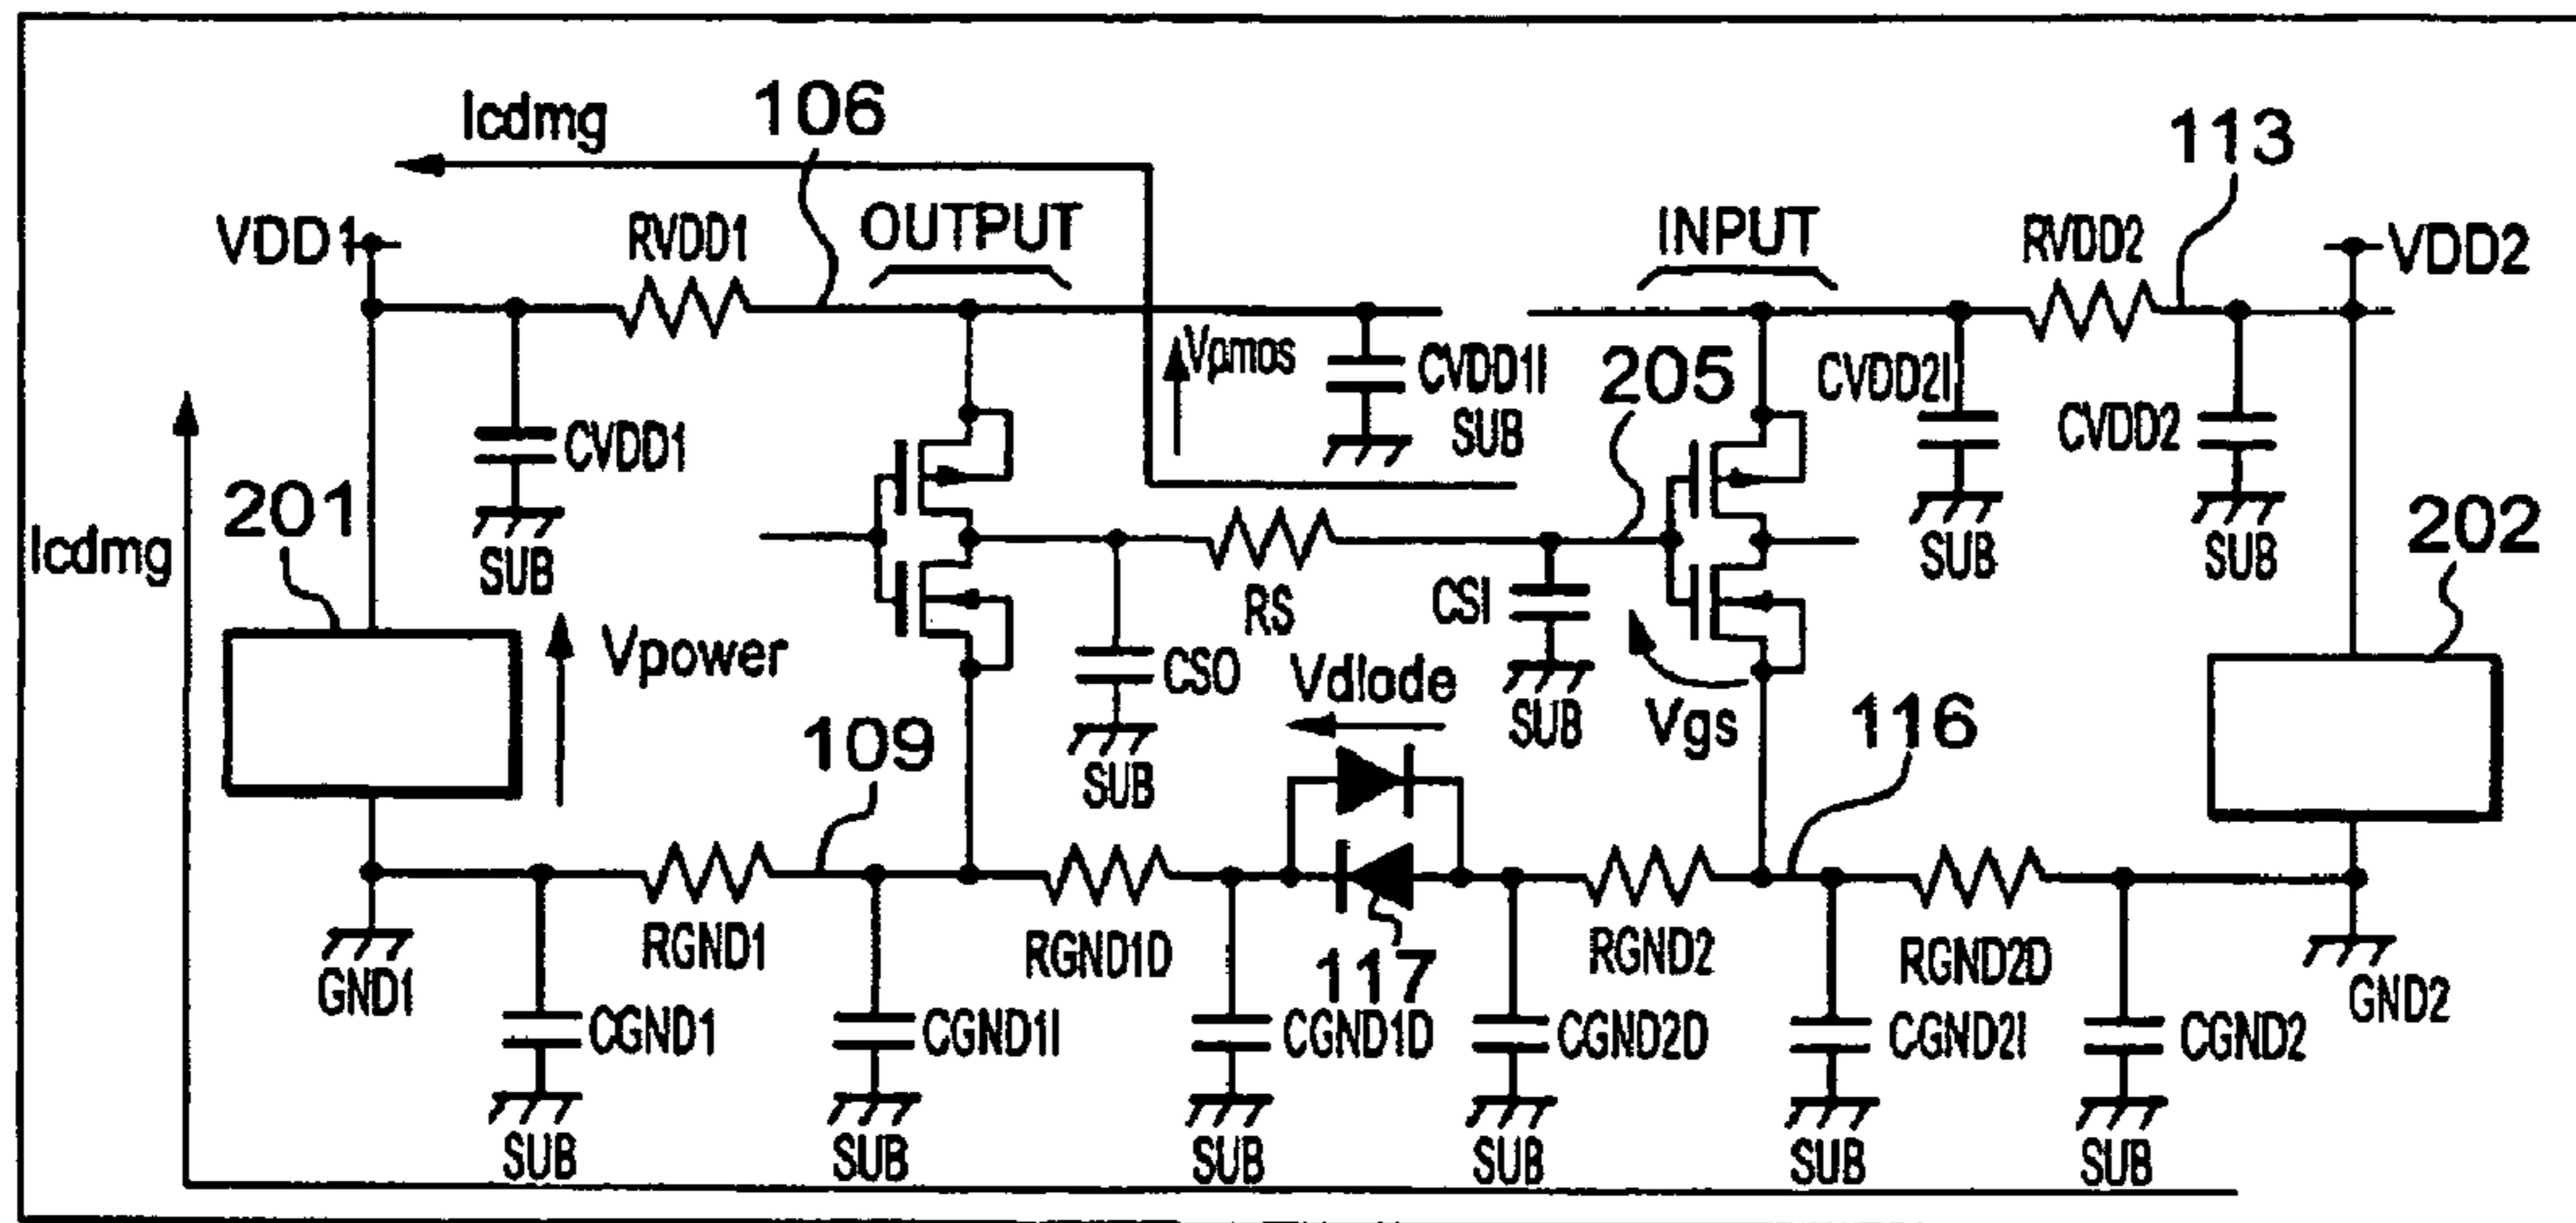 Icdmg
106
113
VDD1
RVDD1
OUTPUT
INPUT
RVDD2
VDD2
Vpmos
CVDD1I
SUB
205
CVDD2I
CVDD2
CVDD1
SUB
201
SUB
SUB
202
Icdmg
RS
CSI
SUB
Vpower
CSO
SUB
Vdiode
Vgs
116
109
RGND1
RGND1D
117
RGND2
RGND2D
GND1
GND2
CGND1
CGND1I
CGND1D
CGND2D
CGND2I
CGND2
SUB
SUB
SUB
SUB
SUB
SUB